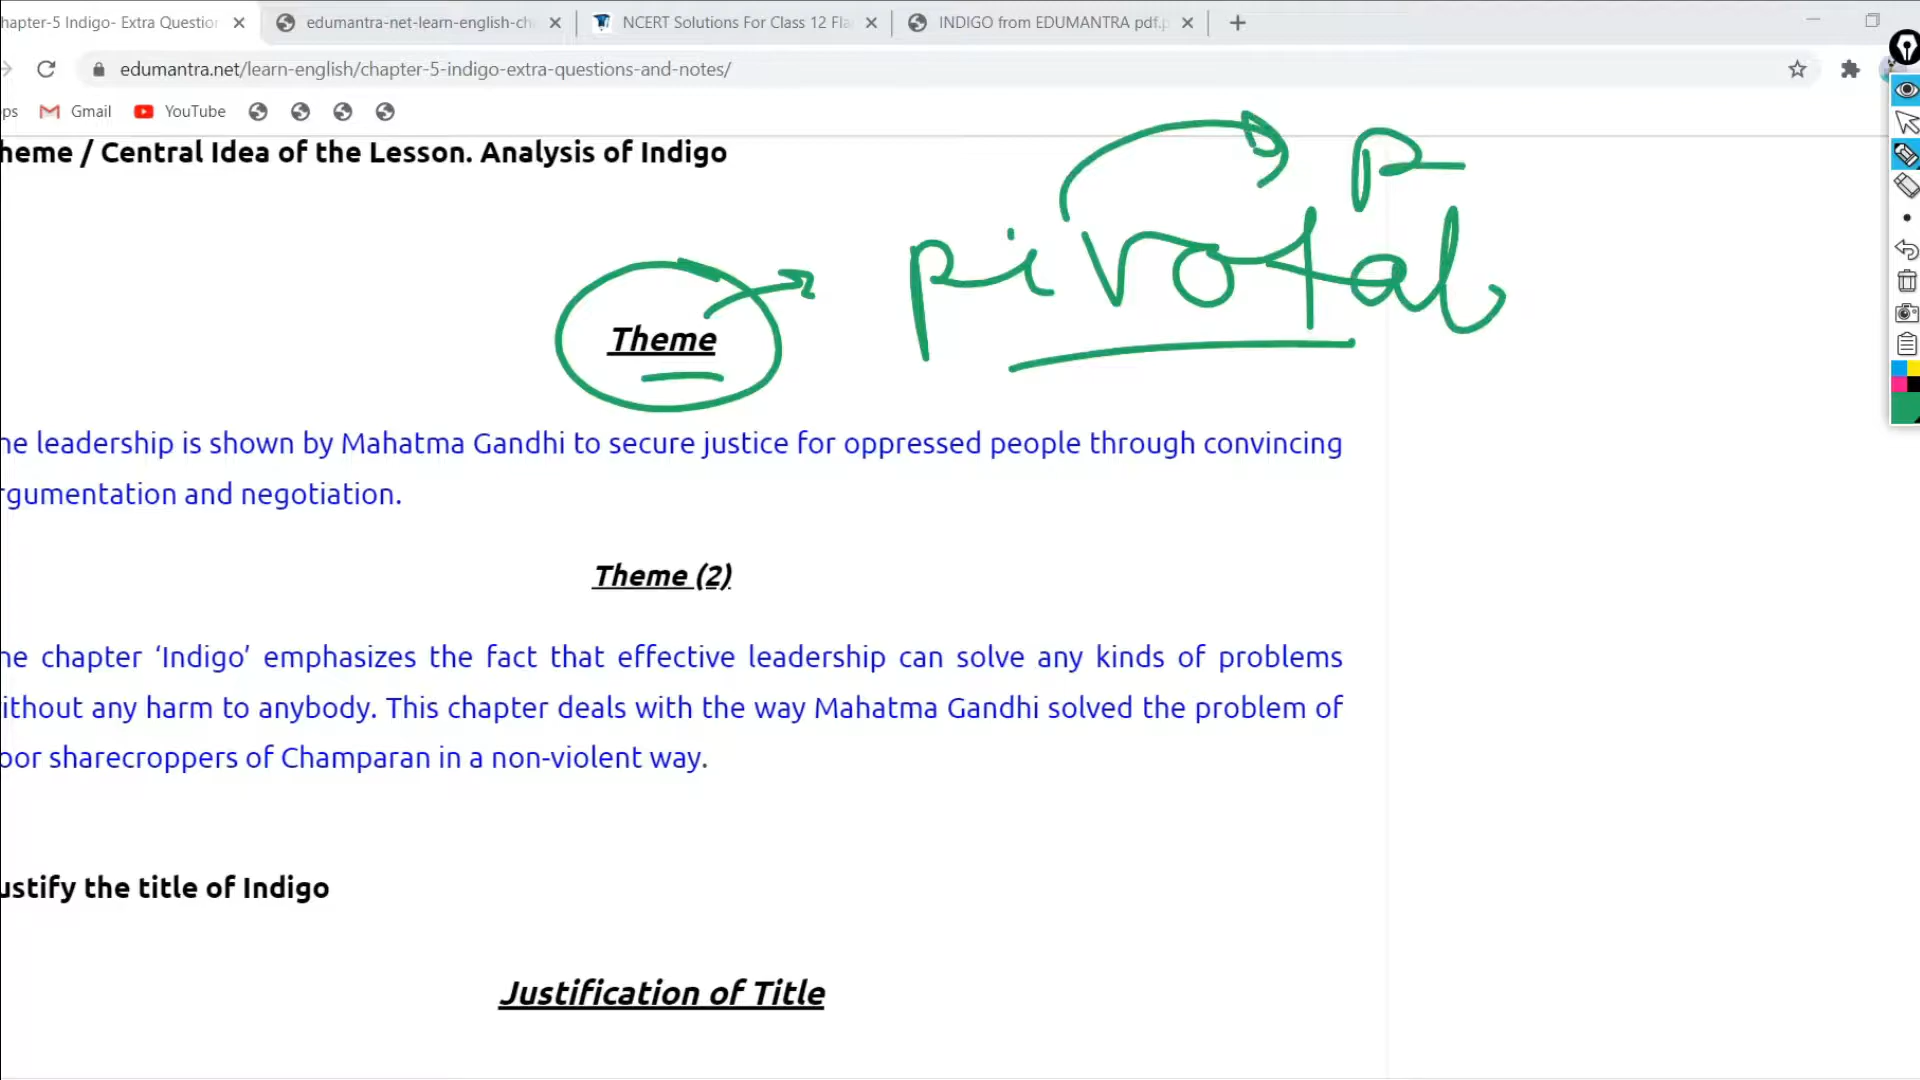 hapter-5 Indigo- Extra Question
edumantra-net-learn-english-ch
NCERT Solutions For Class 12 Fla
INDIGO from EDUMANTRA pdf.p
edumantra.net/learn-english/chapter-5-indigo-extra-questions-and-notes/
ps Gmail YouTube
heme / Central Idea of the Lesson. Analysis of Indigo
P
pivotal
Theme
he leadership is shown by Mahatma Gandhi to secure justice for oppressed people through convincing
rgumentation and negotiation.
Theme (2)
he chapter ‘Indigo’ emphasizes the fact that effective leadership can solve any kinds of problems
ithout any harm to anybody. This chapter deals with the way Mahatma Gandhi solved the problem of
oor sharecroppers of Champaran in a non-violent way.
ustify the title of Indigo
Justification of Title